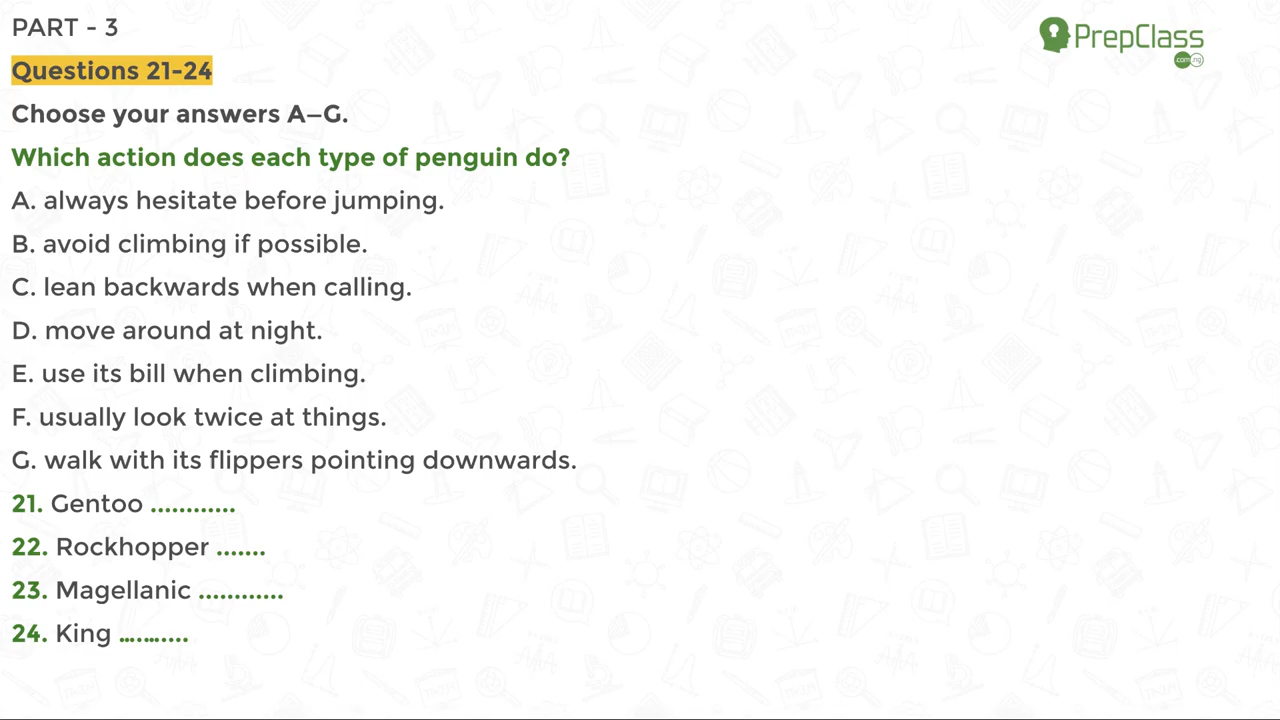 PART - 3
PrepClass
.com.ng
Questions 21-24
Choose your answers A–G.
Which action does each type of penguin do?
A. always hesitate before jumping.
B. avoid climbing if possible.
C. lean backwards when calling.
D. move around at night.
E. use its bill when climbing.
F. usually look twice at things.
G. walk with its flippers pointing downwards.
21. Gentoo ............
22. Rockhopper .......
23. Magellanic ............
24. King ...…......